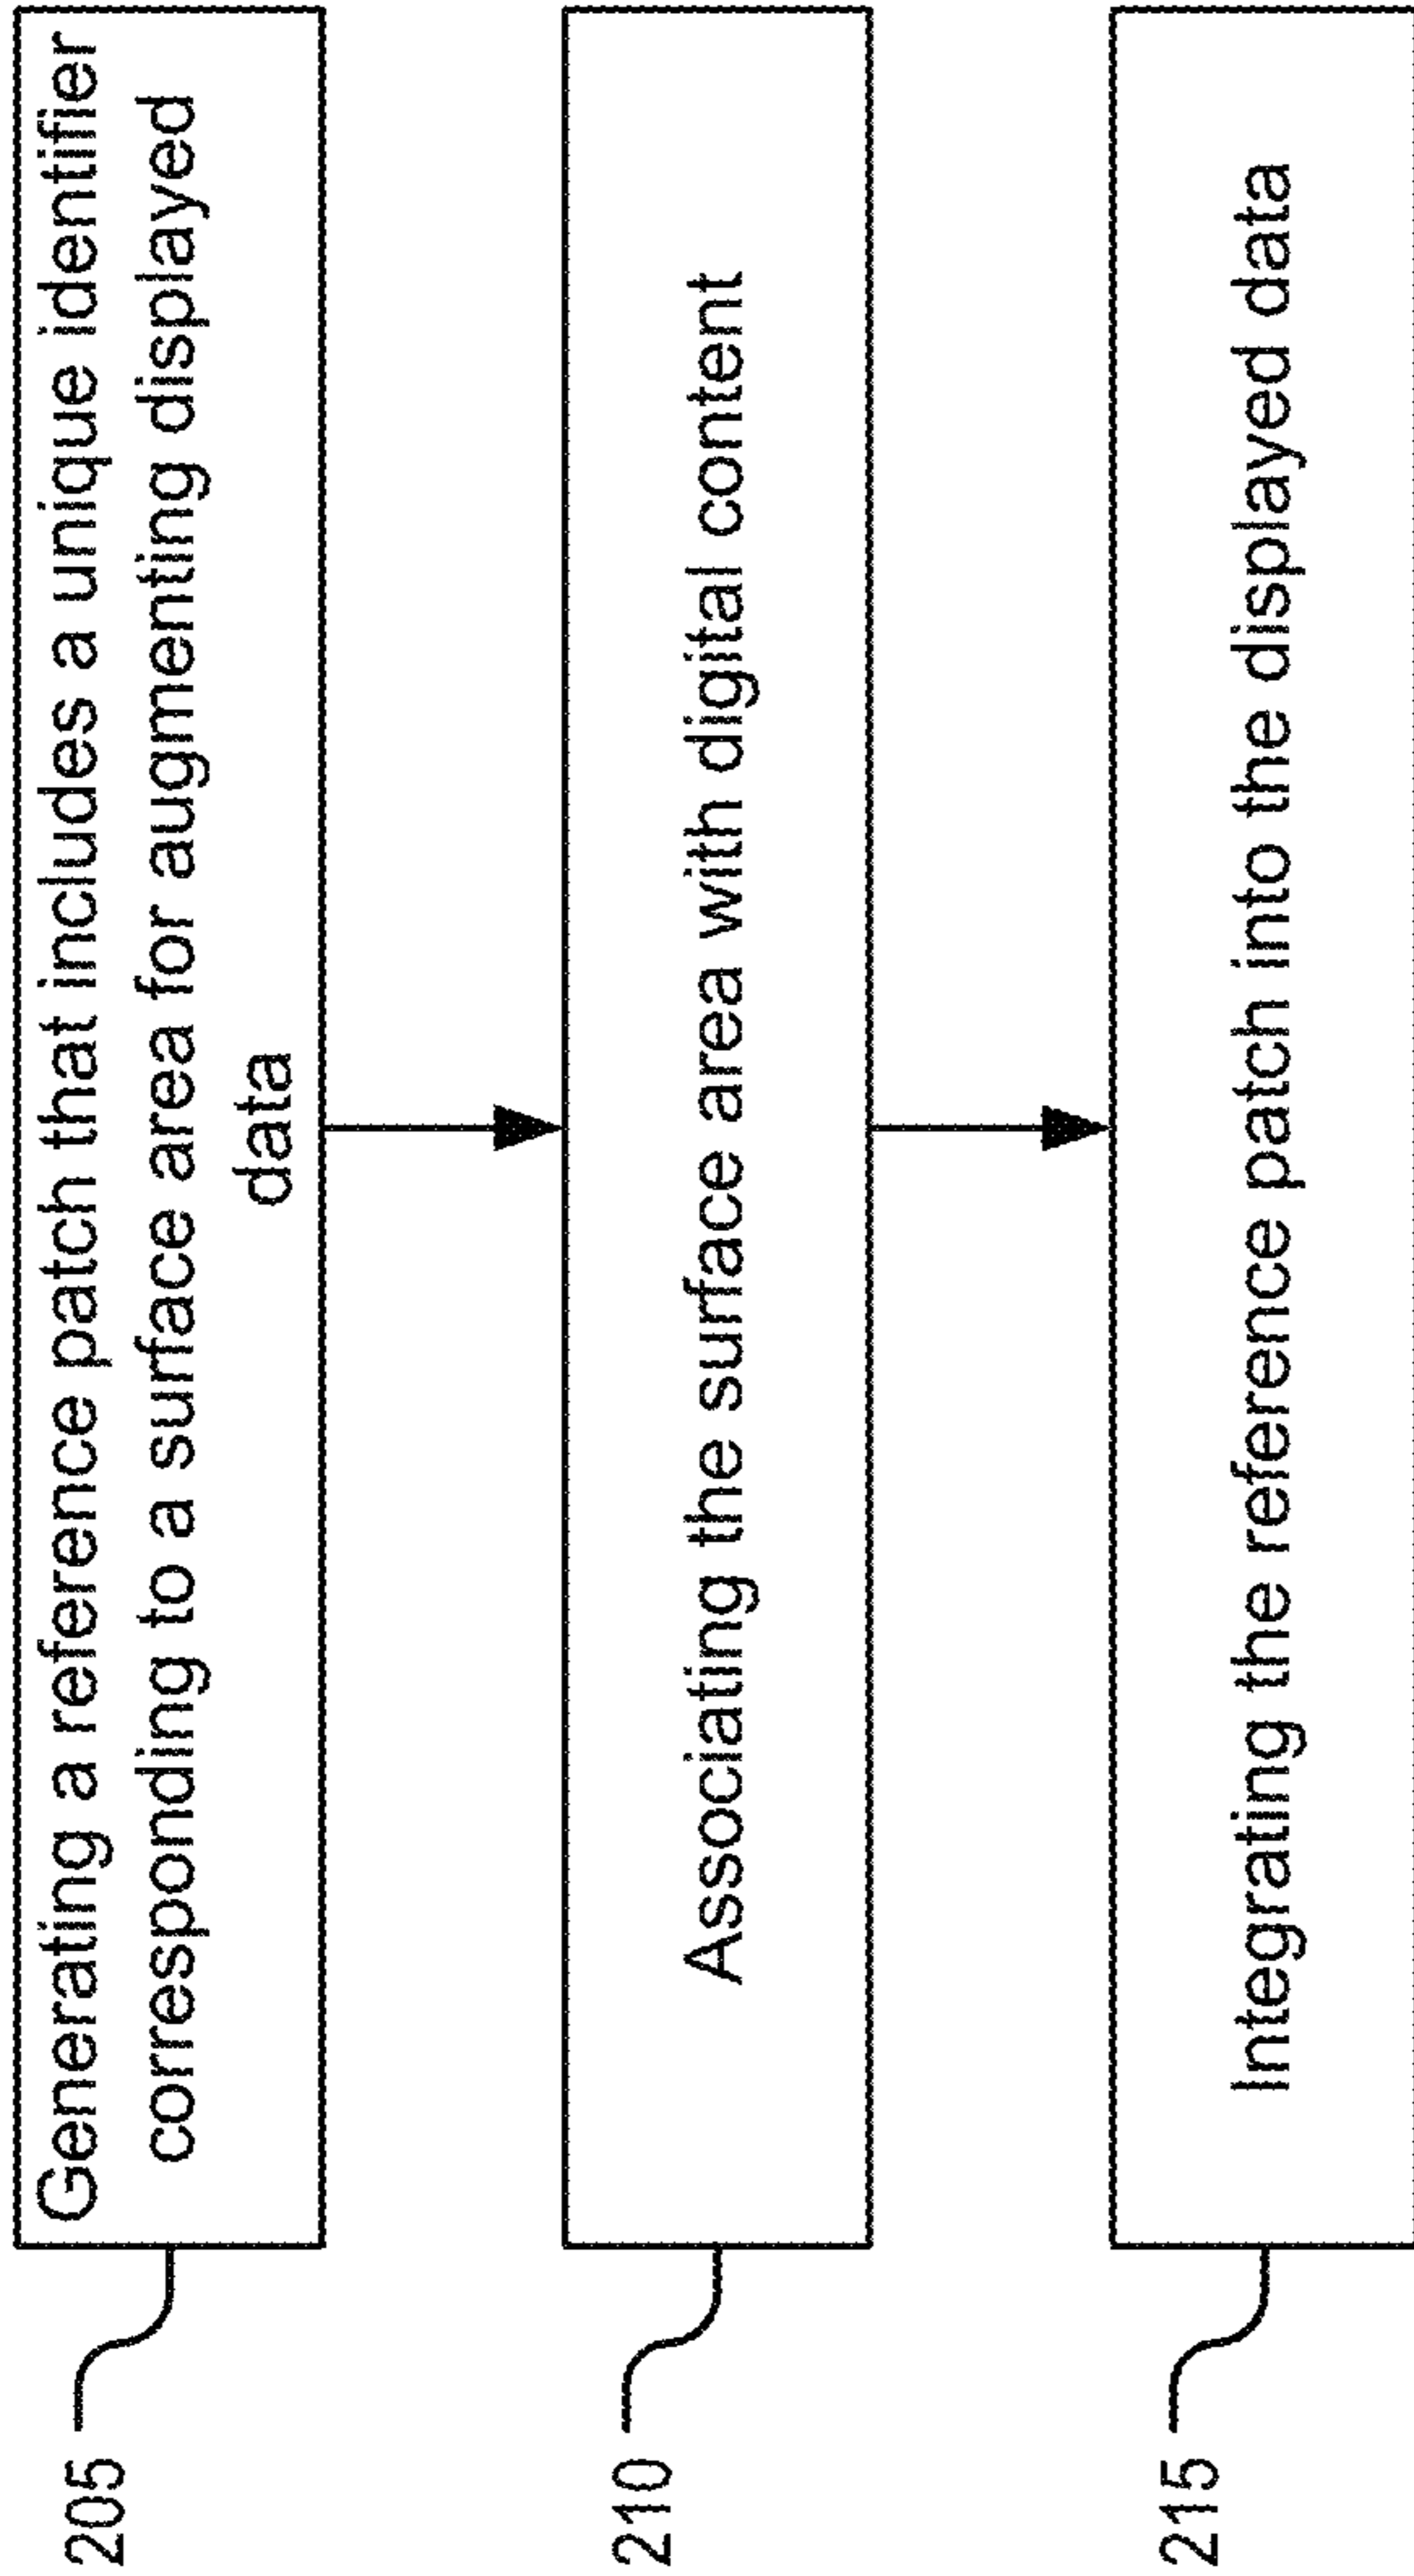 205
Generating a reference patch that includes a unique identifier
corresponding to a surface area for augmenting displayed
data
210
Associating the surface area with digital content
215
Integrating the reference patch into the displayed data